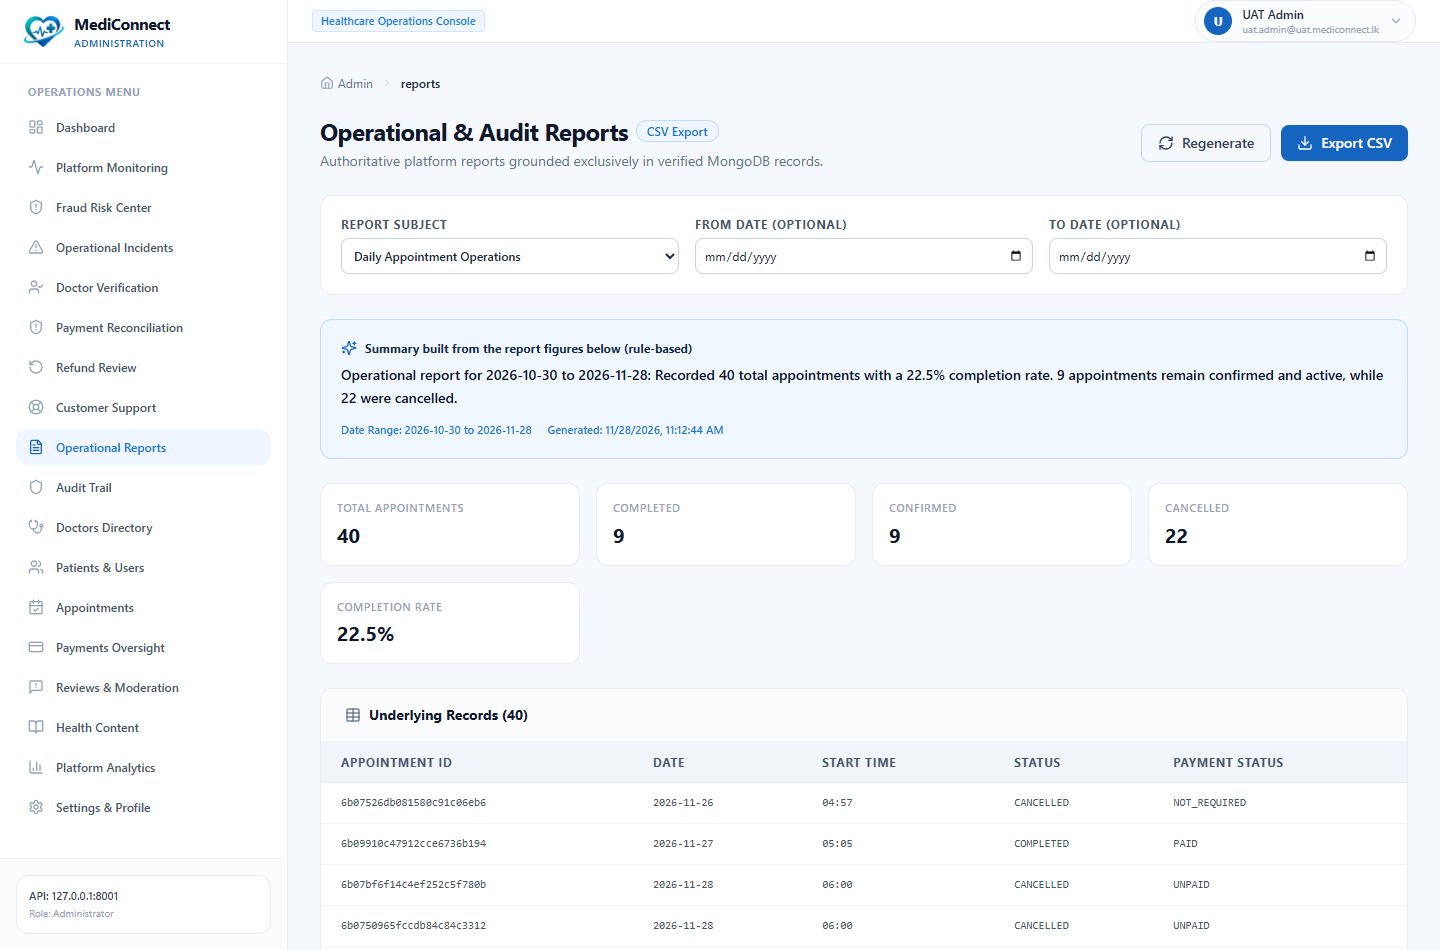 MediConnect
ADMINISTRATION
OPERATIONS MENU
Dashboard
Platform Monitoring
Fraud Risk Center
Operational Incidents
Doctor Verification
Payment Reconciliation
Refund Review
Customer Support
Operational Reports
Audit Trail
Doctors Directory
Patients & Users
Appointments
Payments Oversight
Reviews & Moderation
Health Content
Platform Analytics
Settings & Profile
API: 127.0.0.1:8001
Role: Administrator
Healthcare Operations Console
U
UAT Admin
uat.admin@uat.mediconnect.lk
Admin > reports
Operational & Audit Reports CSV Export
Authoritative platform reports grounded exclusively in verified MongoDB records.
Regenerate
Export CSV
REPORT SUBJECT
Daily Appointment Operations
FROM DATE (OPTIONAL)
mm/dd/yyyy
TO DATE (OPTIONAL)
mm/dd/yyyy
Summary built from the report figures below (rule-based)
Operational report for 2026-10-30 to 2026-11-28: Recorded 40 total appointments with a 22.5% completion rate. 9 appointments remain confirmed and active, while
22 were cancelled.
Date Range: 2026-10-30 to 2026-11-28 Generated: 11/28/2026, 11:12:44 AM
TOTAL APPOINTMENTS
40
COMPLETED
9
CONFIRMED
9
CANCELLED
22
COMPLETION RATE
22.5%
Underlying Records (40)
APPOINTMENT ID DATE START TIME STATUS PAYMENT STATUS
6b07526db081580c91c06eb6 2026-11-26 04:57 CANCELLED NOT_REQUIRED
6b09910c47912cce6736b194 2026-11-27 05:05 COMPLETED PAID
6b07bf6f14c4ef252c5f780b 2026-11-28 06:00 CANCELLED UNPAID
6b0750965fccdb84c84c3312 2026-11-28 06:00 CANCELLED UNPAID